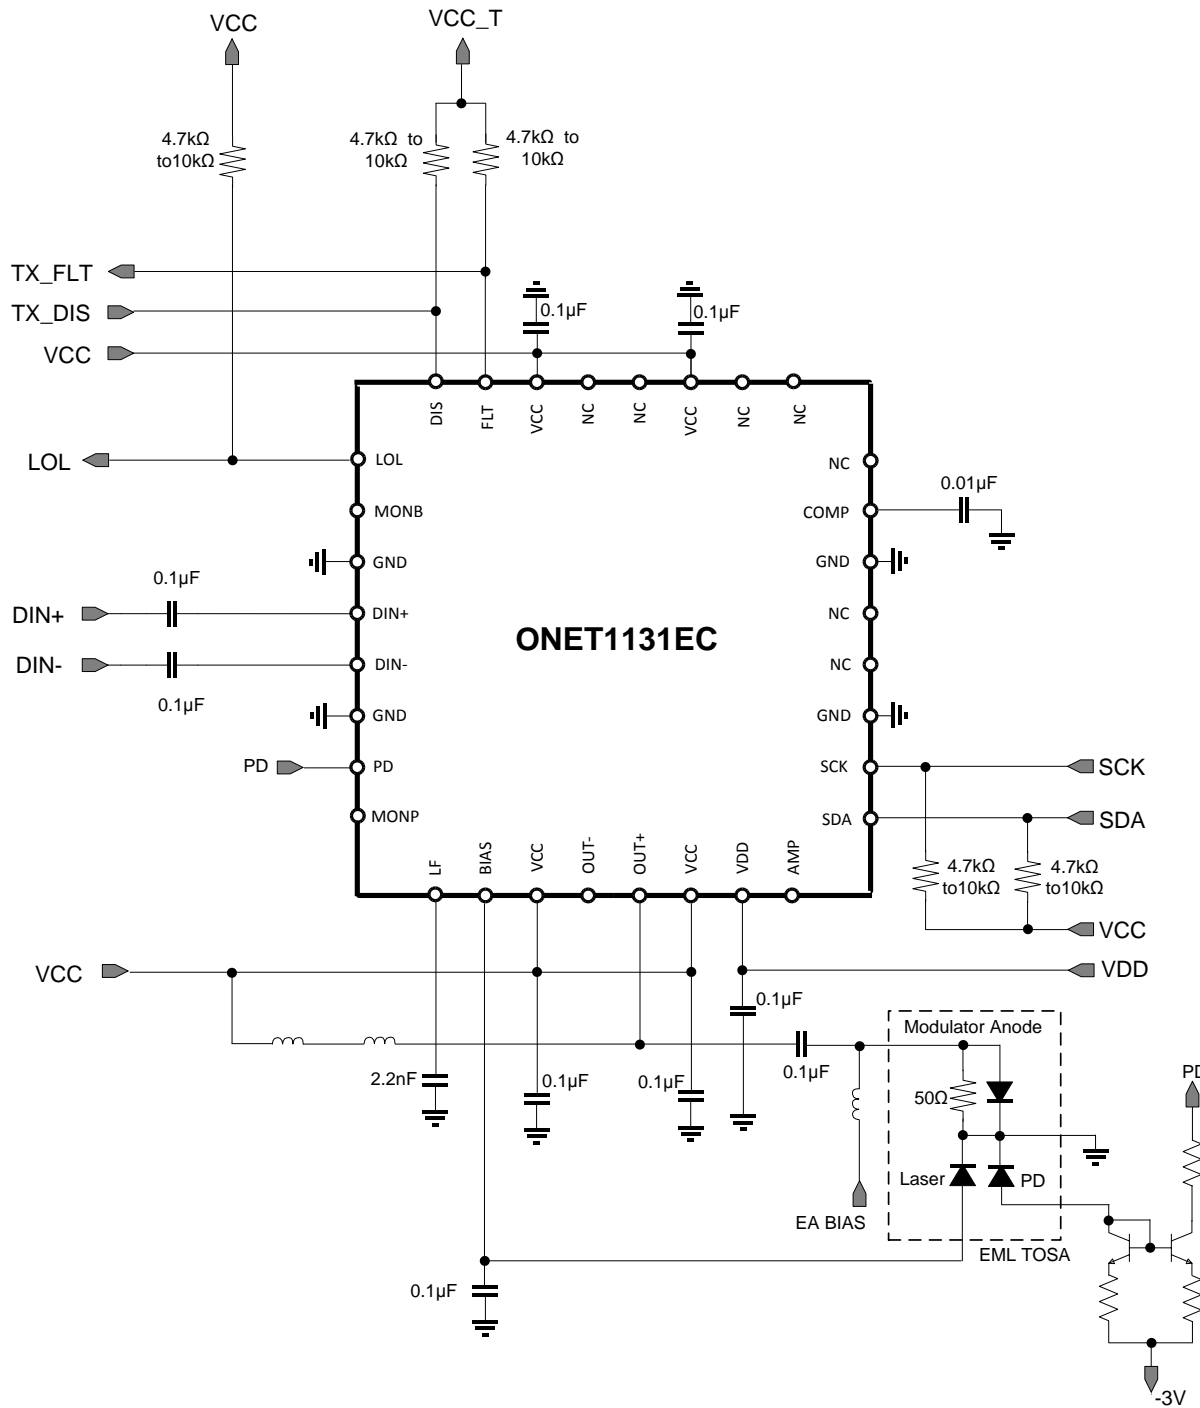 VCC
VCC_T
4.7kΩ
to10kΩ
4.7kΩ to
10kΩ
4.7kΩ to
10kΩ
TX_FLT
TX_DIS
VCC
0.1µF
0.1µF
DIS
FLT
VCC
NC
NC
VCC
NC
NC
LOL
LOL
MONB
GND
DIN+
DIN-
GND
PD
MONP
NC
COMP
GND
NC
NC
GND
SCK
SDA
0.01µF
0.1µF
DIN+
DIN-
0.1µF
ONET1131EC
PD
SCK
SDA
LF
BIAS
VCC
OUT-
OUT+
VCC
VDD
AMP
4.7kΩ
to10kΩ
4.7kΩ
to10kΩ
VCC
VCC
VDD
0.1µF
Modulator Anode
2.2nF
0.1µF
0.1µF
0.1µF
50Ω
PD
Laser
PD
EA BIAS
EML TOSA
0.1µF
-3V